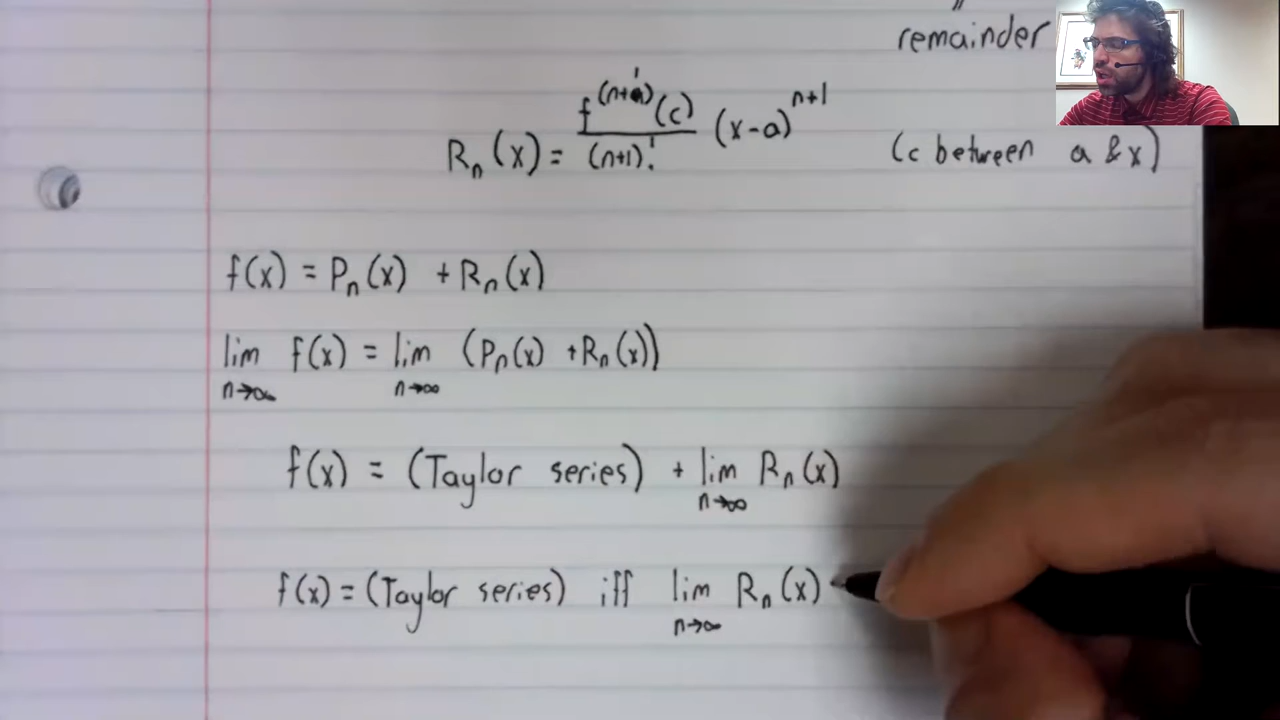 remainder
Rₙ(x) = f^(n+1)(c)/(n+1)! (x-a)^n+1 (c between a & x)
f(x) = Pₙ(x) + Rₙ(x)
lim n→∞ f(x) = lim n→∞ (Pₙ(x) + Rₙ(x))
f(x) = (Taylor series) + lim n→∞ Rₙ(x)
f(x) = (Taylor series) iff lim n→∞ Rₙ(x)